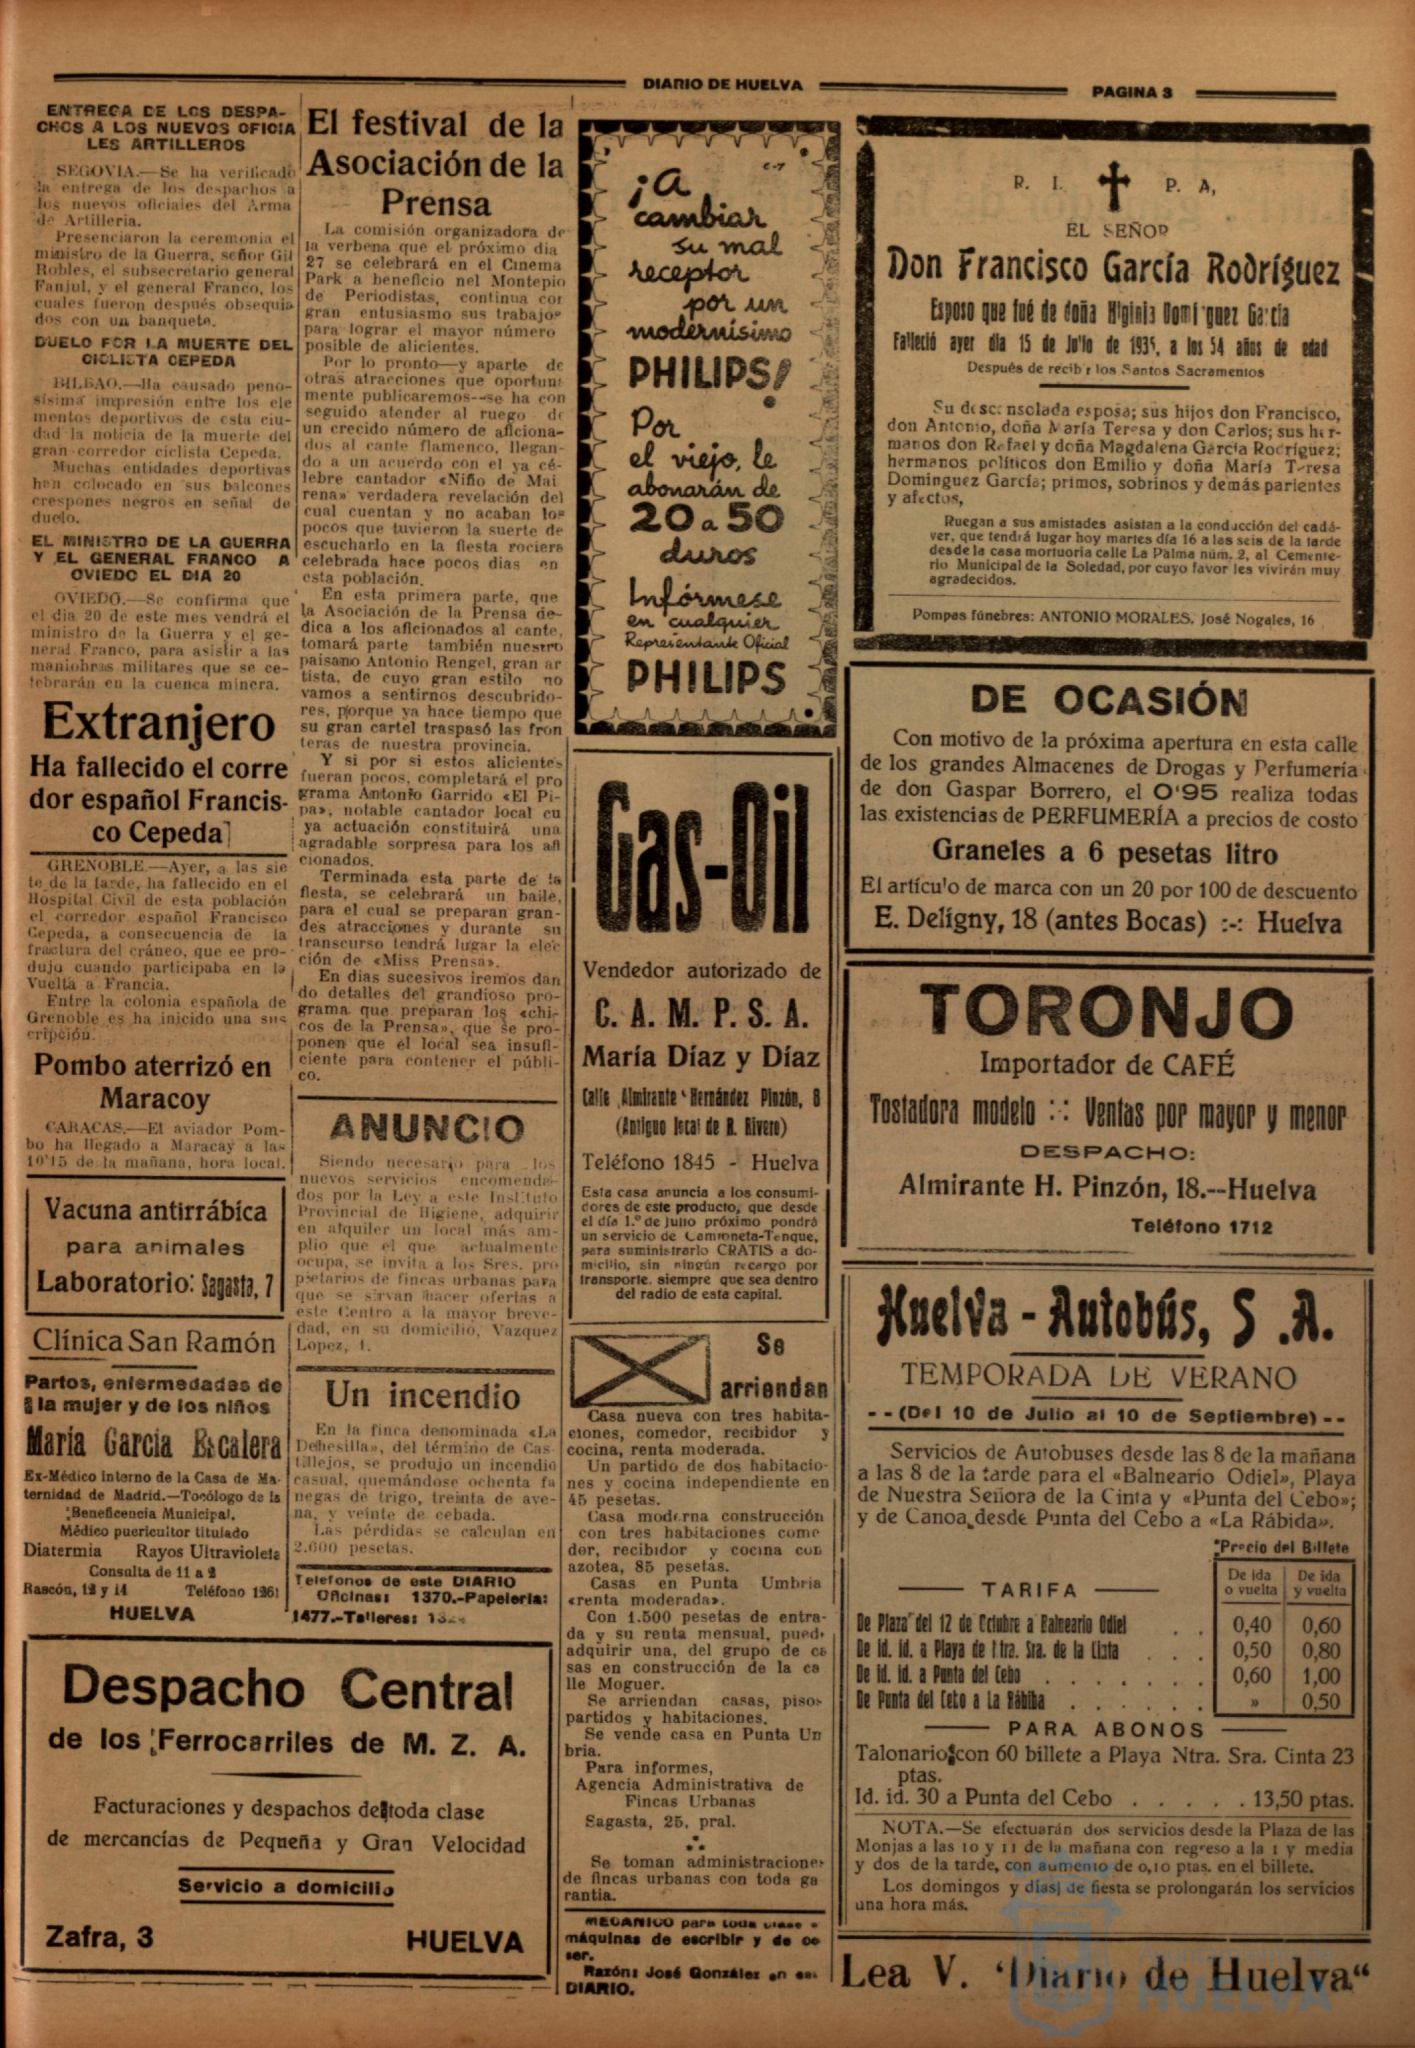 DIARIO DE HUELVA
PAGINA 3
ENTREGA DE LOS DESPA-
CHOS A LOS NUEVOS OFICIA
LES ARTILLEROS
SEGOVIA.—Se ha verificado
la entrega de los despachos a
los nuevos oficiales del Arma
de Artillería.
Presenciaron la ceremonia el
ministro de la Guerra, señor Gil
Robles, el subsecretario general
Fanjul, y el general Franco, los
cuales fueron después obsequia
dos con un banquete.
DUELO POR LA MUERTE DEL
CICLISTA CEPEDA
BILBAO.—Ha causado peno-
sísima impresión entre los ele
mentos deportivos de esta ciu-
dad la noticia de la muerte del
gran corredor ciclista Cepeda.
Muchas entidades deportivas
han colocado en sus balcones
crespones negros en señal de
duelo.
EL MINISTRO DE LA GUERRA
Y EL GENERAL FRANCO A
OVIEDO EL DIA 20
OVIEDO.—Se confirma que
el día 20 de este mes vendrá el
ministro de la Guerra y el ge-
neral Franco, para asistir a las
maniobras militares que se ce-
lebrarán en la cuenca minera.
Extranjero
Ha fallecido el corre
dor español Francis-
co Cepeda
GRENOBLE.—Ayer, a las sie
te de la tarde, ha fallecido en el
Hospital Civil de esta población
el corredor español Francisco
Cepeda, a consecuencia de la
fractura del cráneo, que ee pro-
dujo cuando participaba en la
Vuelta a Francia.
Entre la colonia española de
Grenoble es ha inicido una sus
cripción.
Pombo aterrizó en
Maracoy
CARACAS.—El aviador Pom-
bo ha llegado a Maracay a las
10'15 de la mañana, hora local.
Vacuna antirrábica
para animales
Laboratorio: Sagasta, 7
Clínica San Ramón
Partos, enfermedades de
la mujer y de los niños
María García Escalera
Ex-Médico interno de la Casa de Ma-
ternidad de Madrid.—Tocólogo de la
Beneficencia Municipal.
Médico puericultor titulado
Diatermia Rayos Ultravioleta
Consulta de 11 a 2
Rascón, 12 y 14 Teléfono 1261
HUELVA
El festival de la
Asociación de la
Prensa
La comisión organizadora de
la verbena que el próximo dia
27 se celebrará en el Cinema
Park a beneficio nel Montepio
de Periodistas, continua con
gran entusiasmo sus trabajos
para lograr el mayor número
posible de alicientes.
Por lo pronto—y aparte de
otras atracciones que oportuni
mente publicaremos--se ha con
seguido atender al ruego de
un crecido número de aficiona-
dos al cante flamenco, llegan-
do a un acuerdo con el ya cé-
lebre cantador «Niño de Mai
rena» verdadera revelación del
cual cuentan y no acaban los
pocos que tuvieron la suerte de
escucharlo en la fiesta rociera
celebrada hace pocos dias en
esta población.
En esta primera parte, que
la Asociación de la Prensa de-
dica a los aficionados al cante,
tomará parte también nuestro
paisano Antonio Rengel, gran ar
tista, de cuyo gran estilo no
vamos a sentirnos descubrido-
res, porque ya hace tiempo que
su gran cartel traspasó las fron
teras de nuestra provincia.
Y si por si estos alicientes
fueran pocos, completará el pro
grama Antonio Garrido «El Pi-
pa», notable cantador local cu
ya actuación constituirá una
agradable sorpresa para los afi
cionados.
Terminada esta parte de la
fiesta, se celebrará un baile,
para el cual se preparan gran-
des atracciones y durante su
transcurso tendrá lugar la elec-
ción de «Miss Prensa».
En dias sucesivos iremos dan
do detalles del grandioso pro-
grama que preparan los «chi-
cos de la Prensa», que se pro-
ponen que el local sea insufi-
ciente para contener el públi-
co.
ANUNCIO
Siendo necesario para los
nuevos servicios encomenda-
dos por la Ley a este Instituto
Provincial de Higiene, adquirir
en alquiler un local más am-
plio que el que actualmente
ocupa, se invita a los Sres. pro
pietarios de fincas urbanas para
que se sirvan hacer ofertas a
este Centro a la mayor breve-
dad, en su domicilio, Vazquez
Lopez, 1.
Un incendio
En la finca denominada «La
Dehesilla», del término de Cas-
tillejos, se produjo un incendio
casual, quemándose ochenta fa
negas de trigo, treinta de ave-
na, y veinte de cebada.
Las pérdidas se calculan en
2.600 pesetas.
Telefonos de este DIARIO
Oficinas: 1370.-Papeleria:
1477.-Talleres:
Despacho Central
de los Ferrocarriles de M. Z. A.
Facturaciones y despachos de toda clase
de mercancías de Pequeña y Gran Velocidad
Servicio a domicilio
Zafra, 3 HUELVA
¡A
cambiar
su mal
receptor
por un
modernísimo
PHILIPS!
Por
el viejo, le
abonarán de
20 a 50
duros
Infórmese
en cualquier
Representante Oficial
PHILIPS
Gas-Oil
Vendedor autorizado de
C. A. M. P. S. A.
María Díaz y Díaz
Calle Almirante Hernández Pinzón, 8
(Antiguo local de R. Rivero)
Teléfono 1845 - Huelva
Esta casa anuncia a los consumi-
dores de este producto, que desde
el día 1.º de Julio próximo pondrá
un servicio de Camioneta-Tanque,
para suministrarlo GRATIS a do-
micilio, sin ningún recargo por
transporte, siempre que sea dentro
del radio de esta capital.
Se
arriendan
Casa nueva con tres habita-
ciones, comedor, recibidor y
cocina, renta moderada.
Un partido de dos habitacio-
nes y cocina independiente en
45 pesetas.
Casa moderna construcción
con tres habitaciones come
dor, recibidor y cocina con
azotea, 85 pesetas.
Casas en Punta Umbria
«renta moderada».
Con 1.500 pesetas de entra-
da y su renta mensual, puede
adquirir una, del grupo de ca
sas en construcción de la ca
lle Moguer.
Se arriendan casas, pisos
partidos y habitaciones.
Se vende casa en Punta Un
bria.
Para informes,
Agencia Administrativa de
Fincas Urbanas
Sagasta, 25, pral.
Se toman administraciones
de fincas urbanas con toda ga
rantia.
MECANICO para toda clase
máquinas de escribir y de co
ser.
Razón: José González en es-
DIARIO.
R. I. P. A,
EL SEÑOR
Don Francisco García Rodríguez
Esposo que fué de doña Higinia Domínguez García
Falleció ayer día 15 de Julio de 1935, a los 54 años de edad
Después de recibir los Santos Sacramentos
Su desconsolada esposa; sus hijos don Francisco,
don Antonio, doña María Teresa y don Carlos; sus her-
manos don Rafael y doña Magdalena García Rodríguez;
hermanos políticos don Emilio y doña María Teresa
Domínguez García; primos, sobrinos y demás parientes
y afectos,
Ruegan a sus amistades asistan a la conducción del cadá-
ver, que tendrá lugar hoy martes día 16 a las seis de la tarde
desde la casa mortuoria calle La Palma núm. 2, al Cemente-
rio Municipal de la Soledad, por cuyo favor les vivirán muy
agradecidos.
Pompas fúnebres: ANTONIO MORALES, José Nogales, 16
DE OCASIÓN
Con motivo de la próxima apertura en esta calle
de los grandes Almacenes de Drogas y Perfumería
de don Gaspar Borrero, el 0'95 realiza todas
las existencias de PERFUMERÍA a precios de costo
Graneles a 6 pesetas litro
El artículo de marca con un 20 por 100 de descuento
E. Deligny, 18 (antes Bocas) :-: Huelva
TORONJO
Importador de CAFÉ
Tostadora modelo :: Ventas por mayor y menor
DESPACHO:
Almirante H. Pinzón, 18.--Huelva
Teléfono 1712
Huelva - Autobús, S .A.
TEMPORADA DE VERANO
--(Del 10 de Julio al 10 de Septiembre)--
Servicios de Autobuses desde las 8 de la mañana
a las 8 de la tarde para el «Balneario Odiel», Playa
de Nuestra Señora de la Cinta y «Punta del Cebo»;
y de Canoa desde Punta del Cebo a «La Rábida».
Precio del Billete
TARIFA
De ida o vuelta De ida y vuelta
De Plaza del 12 de Octubre a Balneario Odiel . . 0,40 0,60
De id. id. a Playa de Ntra. Sra. de la Cinta . . . 0,50 0,80
De id. id. a Punta del Cebo . . . . . . . 0,60 1,00
De Punta del Cebo a La Rábiba . . . . . . » 0,50
PARA ABONOS
Talonario con 60 billete a Playa Ntra. Sra. Cinta 23
ptas.
Id. id. 30 a Punta del Cebo . . . . . 13,50 ptas.
NOTA.—Se efectuarán dos servicios desde la Plaza de las
Monjas a las 10 y 11 de la mañana con regreso a la 1 y media
y dos de la tarde, con aumento de 0,10 ptas. en el billete.
Los domingos y días de fiesta se prolongarán los servicios
una hora más.
Lea V. "Diario de Huelva"
Ayuntamiento de
HUELVA